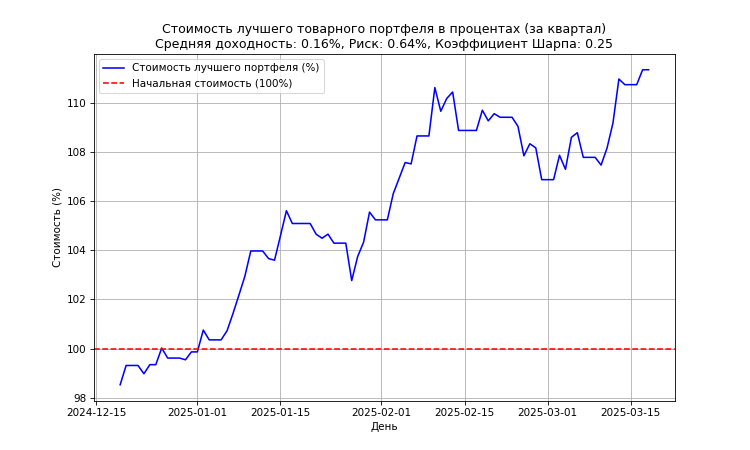 Стоимость лучшего товарного портфеля в процентах (за квартал)
Средняя доходность: 0.16%, Риск: 0.64%, Коэффициент Шарпа: 0.25
Стоимость лучшего портфеля (%)
Начальная стоимость (100%)
Стоимость (%)
110
108
106
104
102
100
98
2024-12-15
2025-01-01
2025-01-15
2025-02-01
2025-02-15
2025-03-01
2025-03-15
День